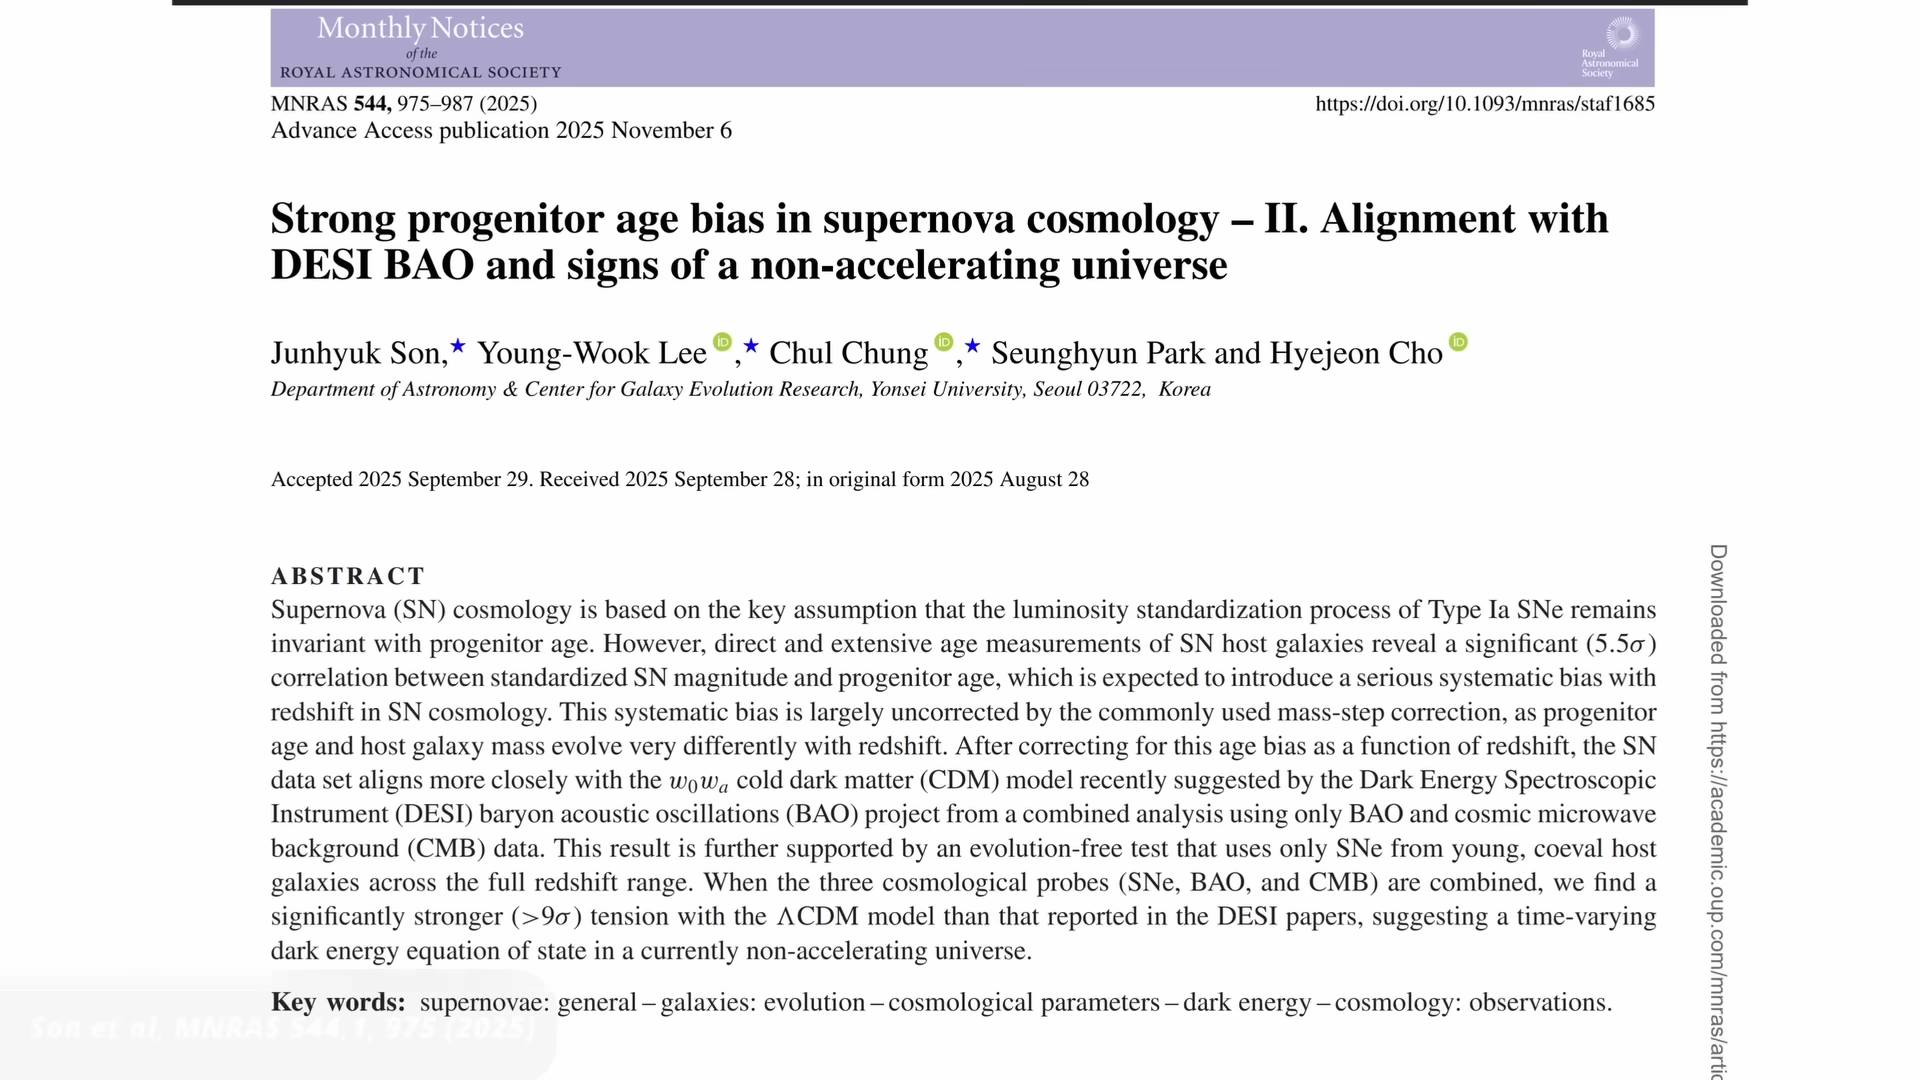 Monthly Notices
of the
ROYAL ASTRONOMICAL SOCIETY
Royal
Astronomical
Society
MNRAS 544, 975–987 (2025)
https://doi.org/10.1093/mnras/staf1685
Advance Access publication 2025 November 6
Strong progenitor age bias in supernova cosmology – II. Alignment with
DESI BAO and signs of a non-accelerating universe
Junhyuk Son,★ Young-Wook Lee iD,★ Chul Chung iD,★ Seunghyun Park and Hyejeon Cho iD
Department of Astronomy & Center for Galaxy Evolution Research, Yonsei University, Seoul 03722, Korea
Accepted 2025 September 29. Received 2025 September 28; in original form 2025 August 28
ABSTRACT
Supernova (SN) cosmology is based on the key assumption that the luminosity standardization process of Type Ia SNe remains
invariant with progenitor age. However, direct and extensive age measurements of SN host galaxies reveal a significant (5.5σ)
correlation between standardized SN magnitude and progenitor age, which is expected to introduce a serious systematic bias with
redshift in SN cosmology. This systematic bias is largely uncorrected by the commonly used mass-step correction, as progenitor
age and host galaxy mass evolve very differently with redshift. After correcting for this age bias as a function of redshift, the SN
data set aligns more closely with the w₀wₐ cold dark matter (CDM) model recently suggested by the Dark Energy Spectroscopic
Instrument (DESI) baryon acoustic oscillations (BAO) project from a combined analysis using only BAO and cosmic microwave
background (CMB) data. This result is further supported by an evolution-free test that uses only SNe from young, coeval host
galaxies across the full redshift range. When the three cosmological probes (SNe, BAO, and CMB) are combined, we find a
significantly stronger (>9σ) tension with the ΛCDM model than that reported in the DESI papers, suggesting a time-varying
dark energy equation of state in a currently non-accelerating universe.
Key words: supernovae: general – galaxies: evolution – cosmological parameters – dark energy – cosmology: observations.
Son et al, MNRAS 544, 1, 975 (2025)
Downloaded from https://academic.oup.com/mnras/artic